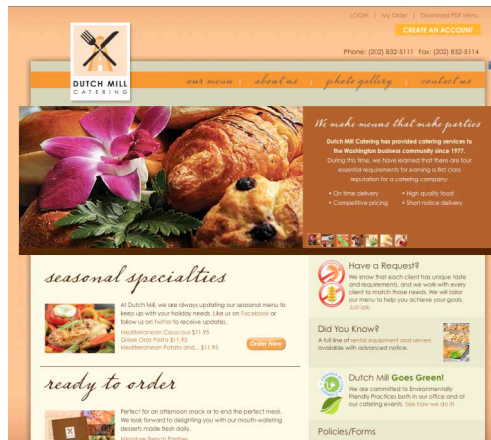 LOGIN | My Order | Download PDF Menu
CREATE AN ACCOUNT
Phone: (202) 832-5111 Fax: (202) 832-5114
DUTCH MILL
CATERING
our menu | about us | photo gallery | contact us
We make menus that make parties
Dutch Mill Catering has provided catering services to
the Washington business community since 1977.
During this time, we have learned that there are four
essential requirements for earning a first class
reputation for a catering company:
• On time delivery • High quality food
• Competitive pricing • Short notice delivery
seasonal specialties
At Dutch Mill, we are always updating our seasonal menu to
keep up with your holiday needs. Like us on Facebook or
follow us on Twitter to receive updates.
Mediterranean Couscous $11.95
Greek Orzo Pasta $11.95
Mediterranean Potato and... $11.95
Order Now
ready to order
Perfect for an afternoon snack or to end the perfect meal.
We look forward to delighting you with our mouth-watering
desserts made fresh daily.
Miniature French Pastries
Have a Request?
We know that each client has unique taste
and requirements, and we work with every
client to match those needs. We will tailor
our menu to help you achieve your goals.
Just ask.
Did You Know?
A full line of rental equipment and servers
available with advanced notice.
Dutch Mill Goes Green!
We are committed to Environmentally
Friendly Practices both in our office and at
our catering events. See how we do it!
Policies/Forms